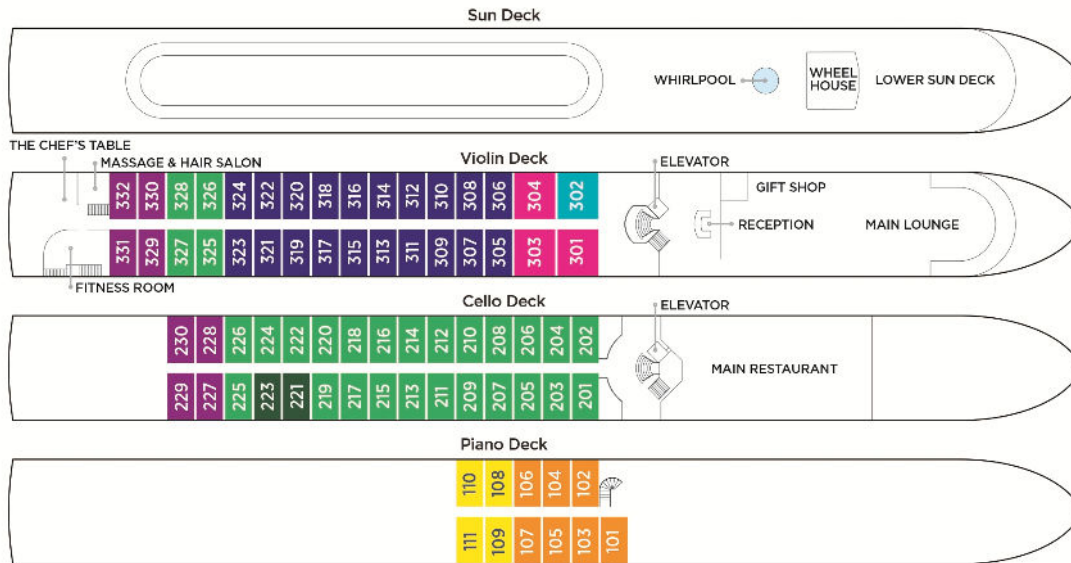 Sun Deck
WHIRLPOOL
WHEEL
HOUSE
LOWER SUN DECK
THE CHEF'S TABLE
MASSAGE & HAIR SALON
Violin Deck
ELEVATOR
332 330 328 326 324 322 320 318 316 314 312 310 308 306 304 302
GIFT SHOP
RECEPTION
MAIN LOUNGE
331 329 327 325 323 321 319 317 315 313 311 309 307 305 303 301
FITNESS ROOM
Cello Deck
ELEVATOR
230 228 226 224 222 220 218 216 214 212 210 208 206 204 202
MAIN RESTAURANT
229 227 225 223 221 219 217 215 213 211 209 207 205 203 201
Piano Deck
110 108 106 104 102
111 109 107 105 103 101